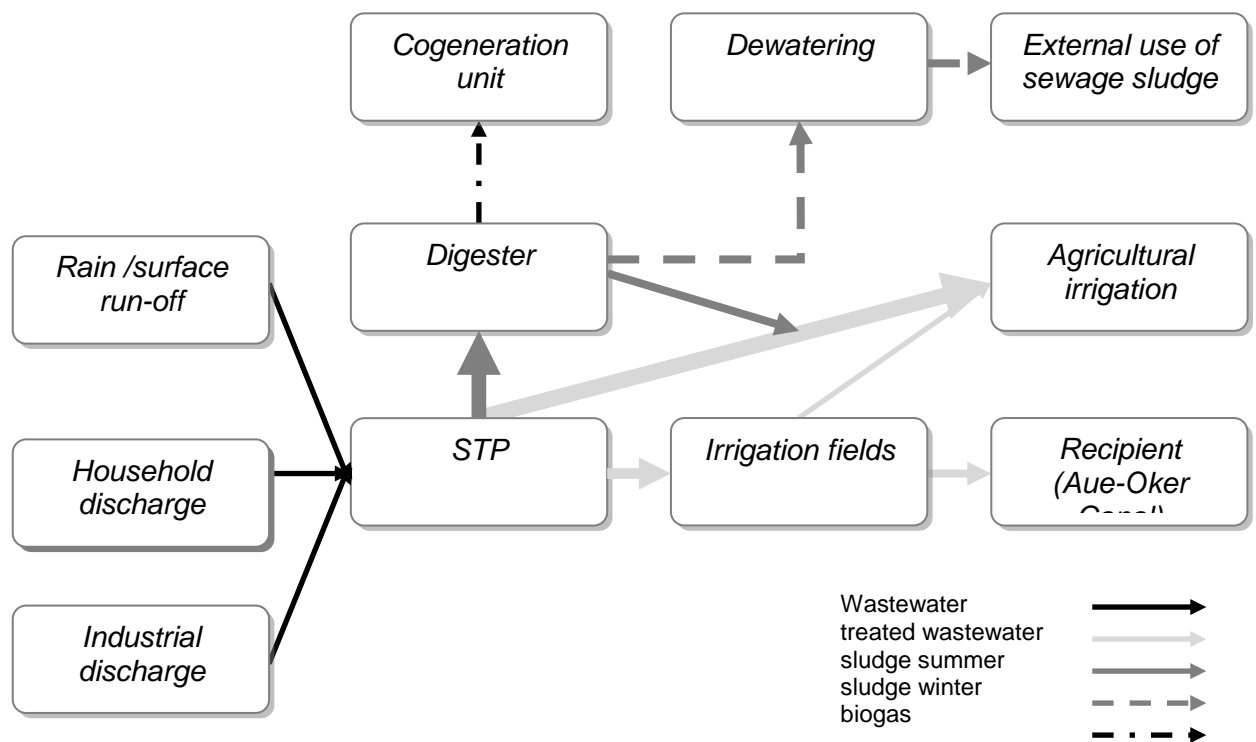 Cogeneration
unit
Dewatering
External use of
sewage sludge
Rain /surface
run-off
Digester
Agricultural
irrigation
Household
discharge
STP
Irrigation fields
Recipient
(Aue-Oker
Canal)
Industrial
discharge
Wastewater
treated wastewater
sludge summer
sludge winter
biogas